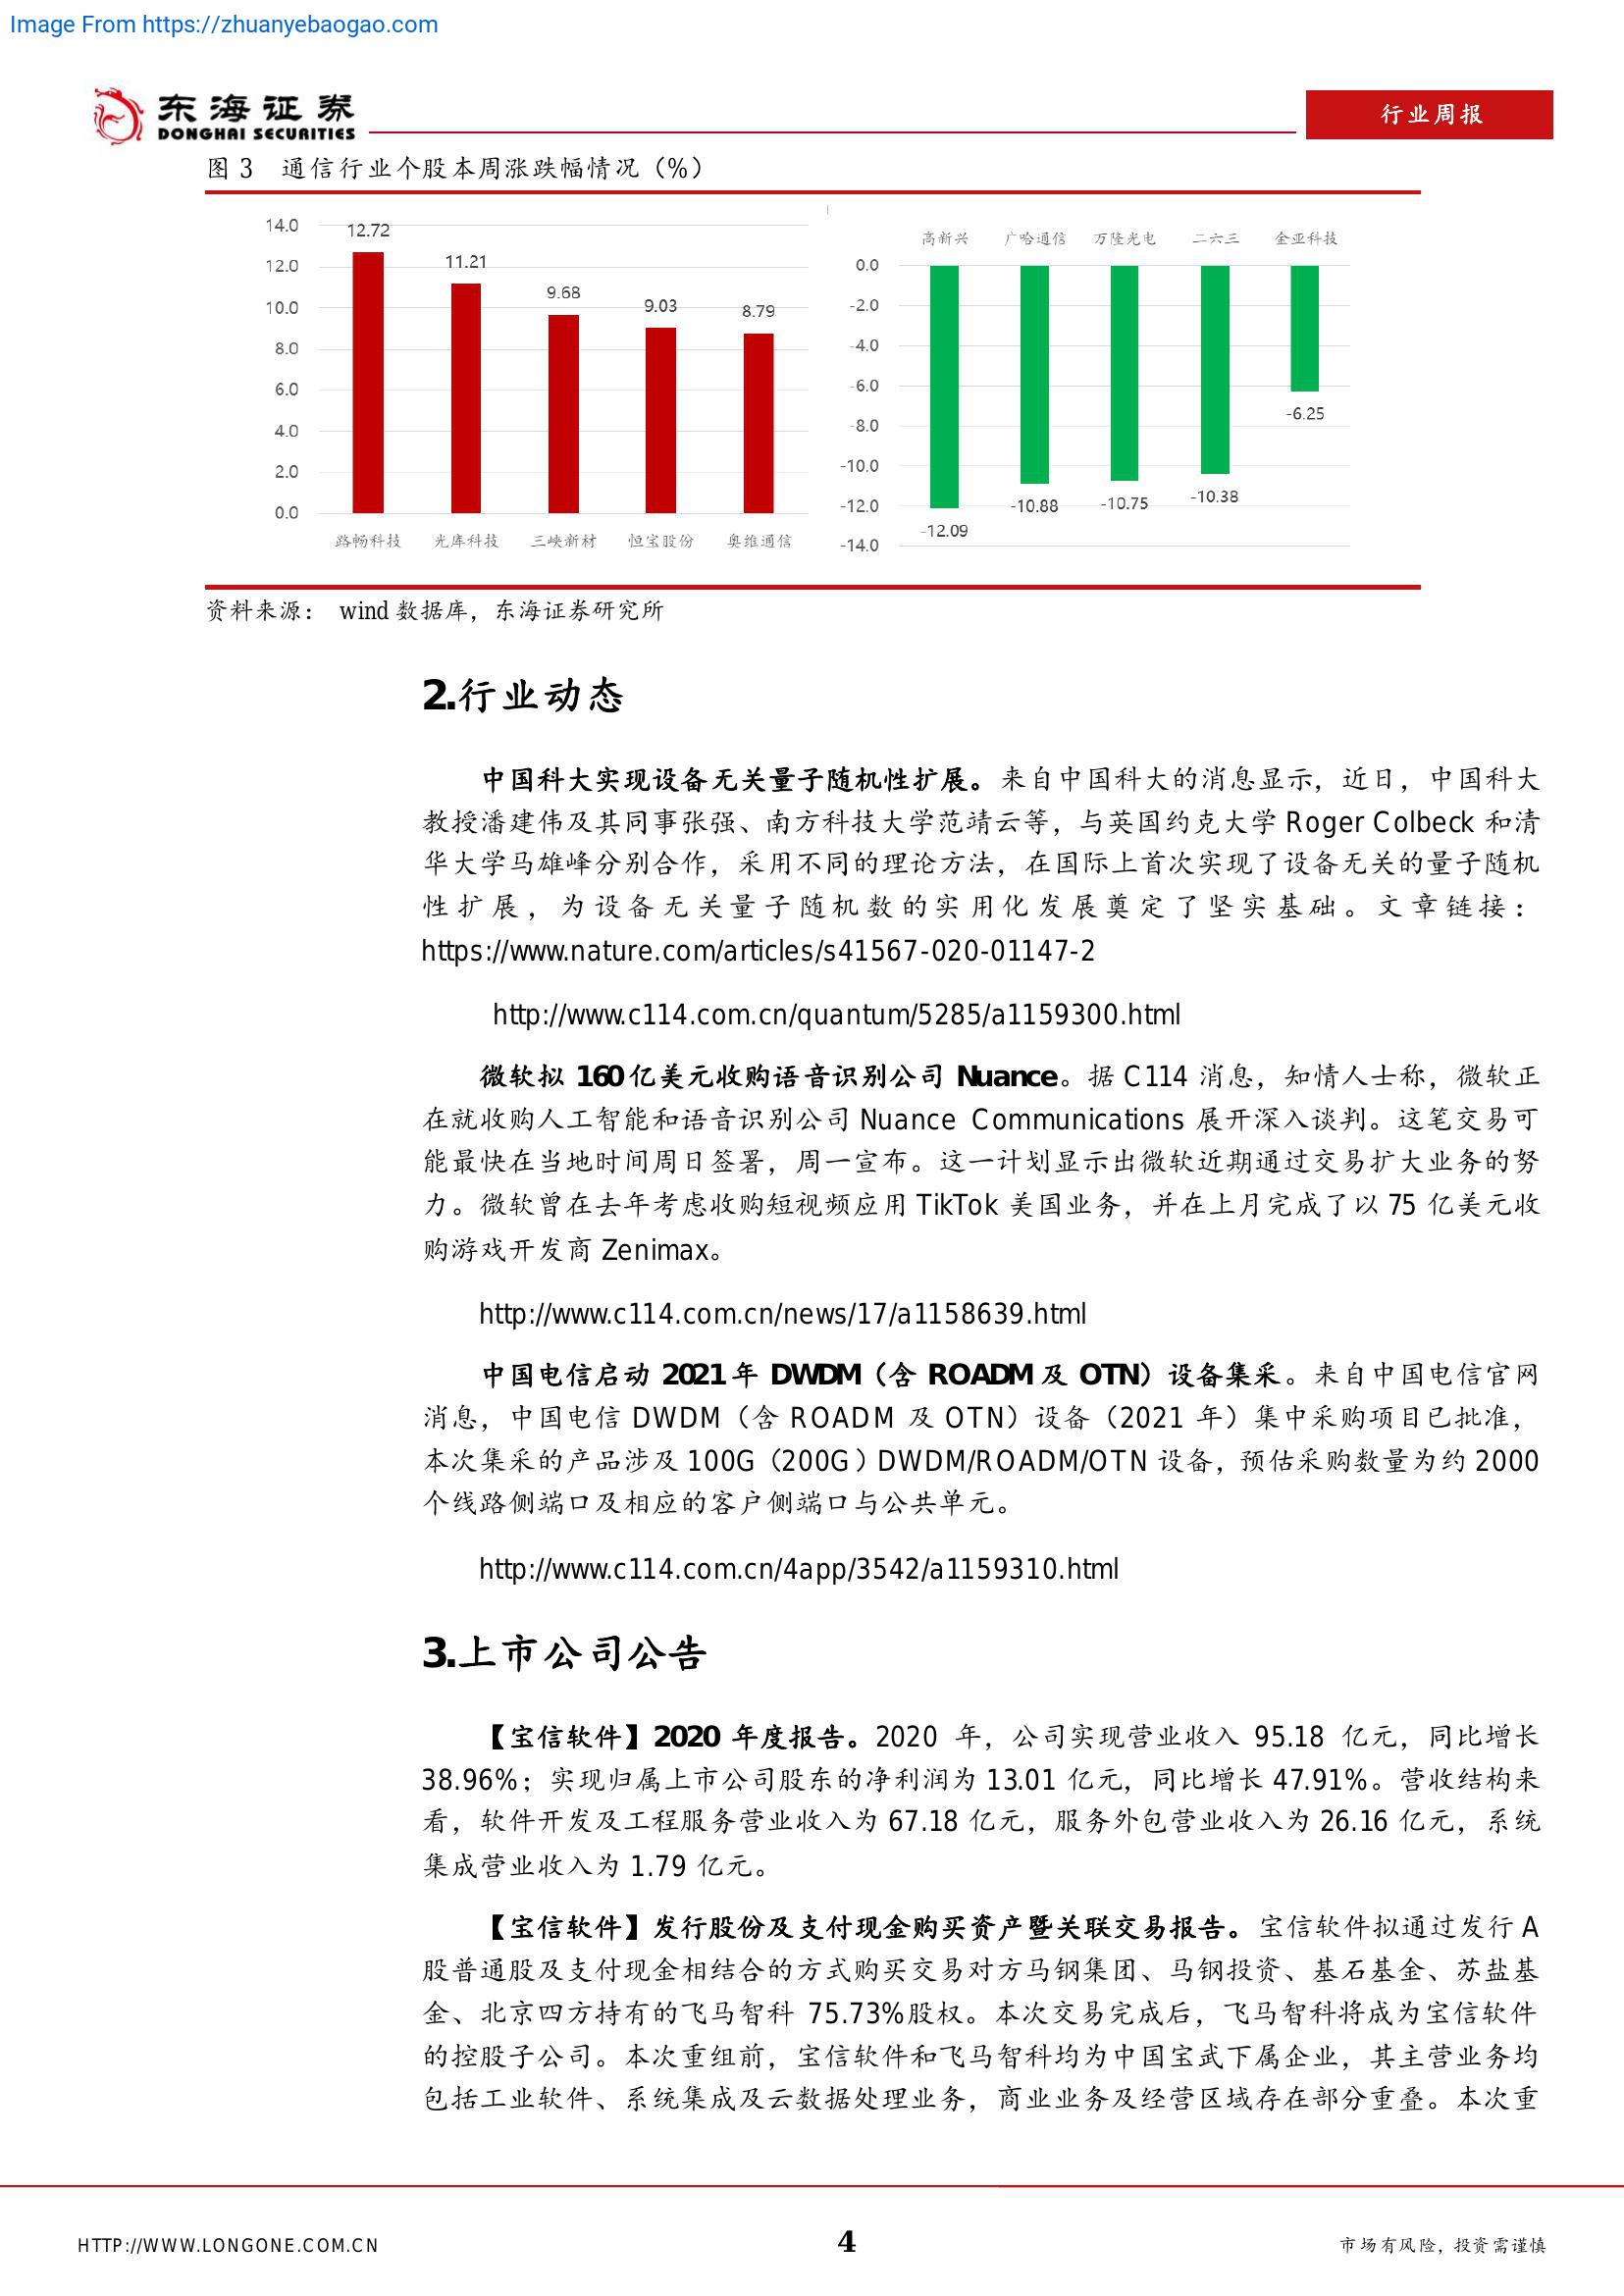 Image From https://zhuanyebaogao.com
东海证券
DONGHAI SECURITIES
行业周报
图 3 通信行业个股本周涨跌幅情况（%）
14.0
12.0
10.0
8.0
6.0
4.0
2.0
0.0
12.72
11.21
9.68
9.03
8.79
路畅科技 光库科技 三峡新材 恒宝股份 奥维通信
高新兴 广哈通信 万隆光电 二六三 金亚科技
0.0
-2.0
-4.0
-6.0
-8.0
-10.0
-12.0
-14.0
-12.09
-10.88
-10.75
-10.38
-6.25
资料来源： wind 数据库，东海证券研究所
2.行业动态
中国科大实现设备无关量子随机性扩展。来自中国科大的消息显示，近日，中国科大
教授潘建伟及其同事张强、南方科技大学范靖云等，与英国约克大学 Roger Colbeck 和清
华大学马雄峰分别合作，采用不同的理论方法，在国际上首次实现了设备无关的量子随机
性扩展，为设备无关量子随机数的实用化发展奠定了坚实基础。文章链接：
https://www.nature.com/articles/s41567-020-01147-2
http://www.c114.com.cn/quantum/5285/a1159300.html
微软拟 160 亿美元收购语音识别公司 Nuance。据 C114 消息，知情人士称，微软正
在就收购人工智能和语音识别公司 Nuance Communications 展开深入谈判。这笔交易可
能最快在当地时间周日签署，周一宣布。这一计划显示出微软近期通过交易扩大业务的努
力。微软曾在去年考虑收购短视频应用 TikTok 美国业务，并在上月完成了以 75 亿美元收
购游戏开发商 Zenimax。
http://www.c114.com.cn/news/17/a1158639.html
中国电信启动 2021 年 DWDM（含 ROADM 及 OTN）设备集采。来自中国电信官网
消息，中国电信 DWDM（含 ROADM 及 OTN）设备（2021 年）集中采购项目已批准，
本次集采的产品涉及 100G（200G）DWDM/ROADM/OTN 设备，预估采购数量为约 2000
个线路侧端口及相应的客户侧端口与公共单元。
http://www.c114.com.cn/4app/3542/a1159310.html
3.上市公司公告
【宝信软件】2020 年度报告。2020 年，公司实现营业收入 95.18 亿元，同比增长
38.96%；实现归属上市公司股东的净利润为 13.01 亿元，同比增长 47.91%。营收结构来
看，软件开发及工程服务营业收入为 67.18 亿元，服务外包营业收入为 26.16 亿元，系统
集成营业收入为 1.79 亿元。
【宝信软件】发行股份及支付现金购买资产暨关联交易报告。宝信软件拟通过发行 A
股普通股及支付现金相结合的方式购买交易对方马钢集团、马钢投资、基石基金、苏盐基
金、北京四方持有的飞马智科 75.73%股权。本次交易完成后，飞马智科将成为宝信软件
的控股子公司。本次重组前，宝信软件和飞马智科均为中国宝武下属企业，其主营业务均
包括工业软件、系统集成及云数据处理业务，商业业务及经营区域存在部分重叠。本次重
HTTP://WWW.LONGONE.COM.CN
4
市场有风险，投资需谨慎